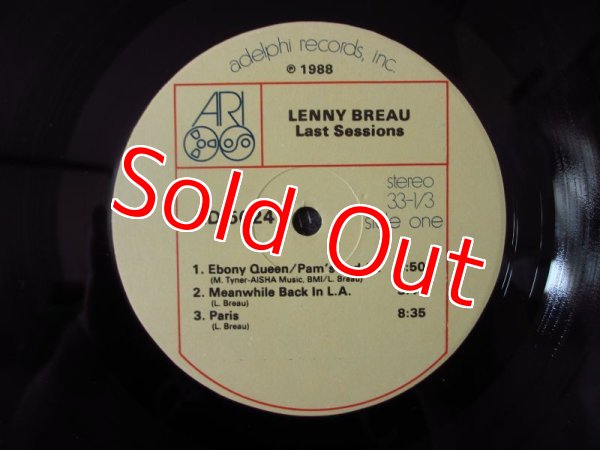 adelphi records, inc.
℗ 1988
ARI
LENNY BREAU
Last Sessions
stereo
33-1/3
side one
Sold Out
1. Ebony Queen/Pam's
(M. Tyner-AISHA Music, BMI/L. Breau)
2. Meanwhile Back In L.A.
(L. Breau)
3. Paris 8:35
(L. Breau)